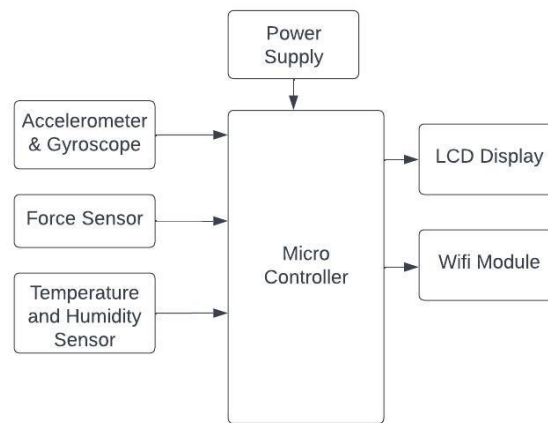 Power
Supply
Accelerometer
& Gyroscope
LCD Display
Force Sensor
Micro
Controller
Wifi Module
Temperature
and Humidity
Sensor